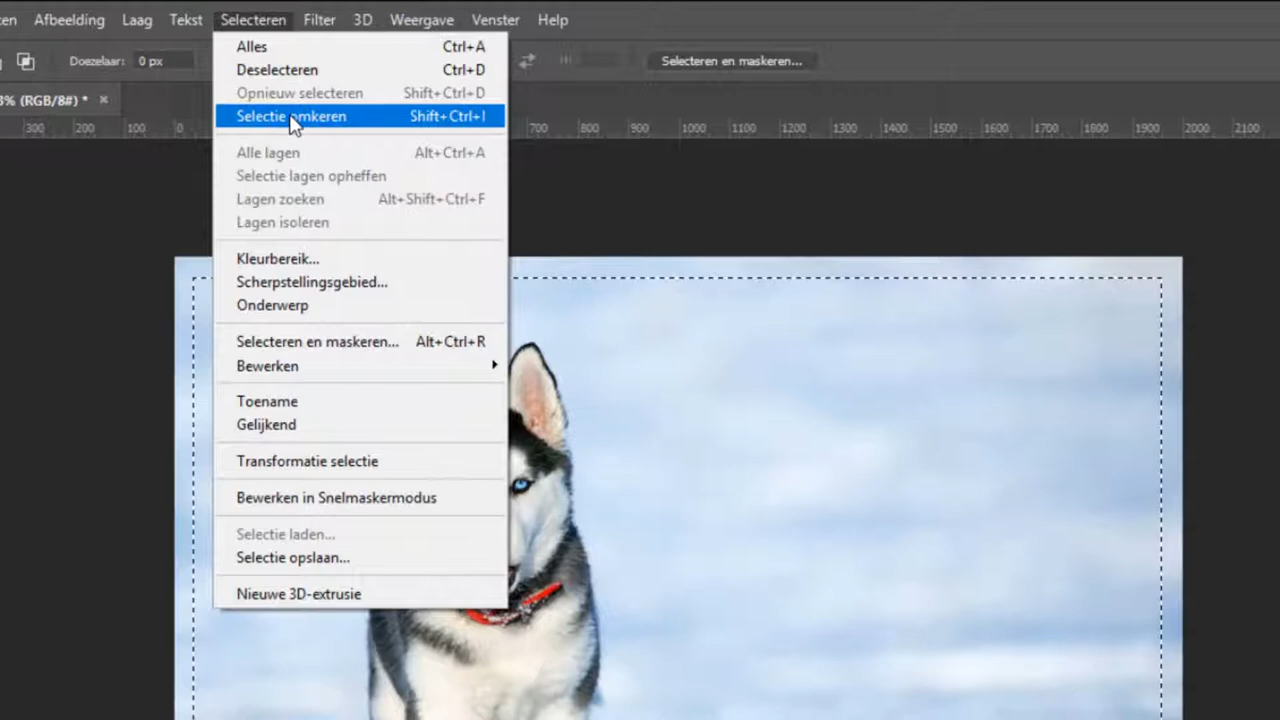 en Afbeelding Laag Tekst Selecteren Filter 3D Weergave Venster Help
Doezelaar: 0 px Selecteren en maskeren...
3% (RGB/8#) * ×
300 200 100 0 700 800 900 1000 1100 1200 1300 1400 1500 1600 1700 1800 1900 2000 2100
Alles Ctrl+A
Deselecteren Ctrl+D
Opnieuw selecteren Shift+Ctrl+D
Selectie omkeren Shift+Ctrl+I
Alle lagen Alt+Ctrl+A
Selectie lagen opheffen
Lagen zoeken Alt+Shift+Ctrl+F
Lagen isoleren
Kleurbereik...
Scherpstellingsgebied...
Onderwerp
Selecteren en maskeren... Alt+Ctrl+R
Bewerken
Toename
Gelijkend
Transformatie selectie
Bewerken in Snelmaskermodus
Selectie laden...
Selectie opslaan...
Nieuwe 3D-extrusie